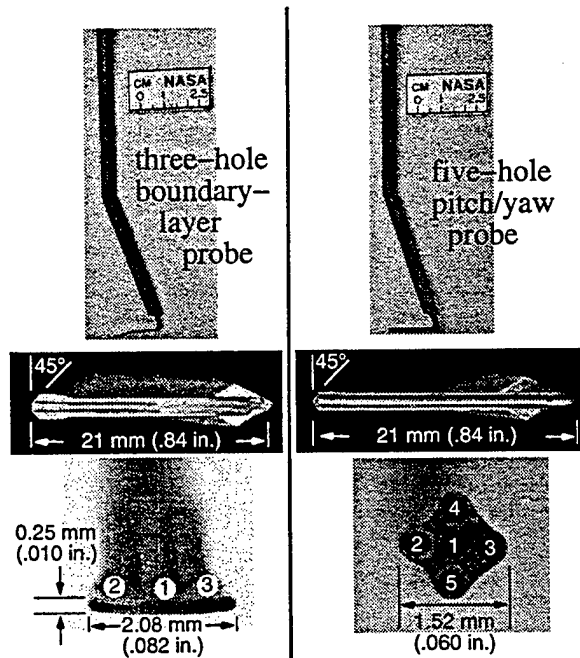 CM NASA
0 1 2.5
three–hole
boundary–
layer
probe
45°
21 mm (.84 in.)
0.25 mm
(.010 in.)
2 1 3
2.08 mm
(.082 in.)
CM NASA
0 1 2.5
five–hole
pitch/yaw
probe
45°
21 mm (.84 in.)
4
2 1 3
5
1.52 mm
(.060 in.)